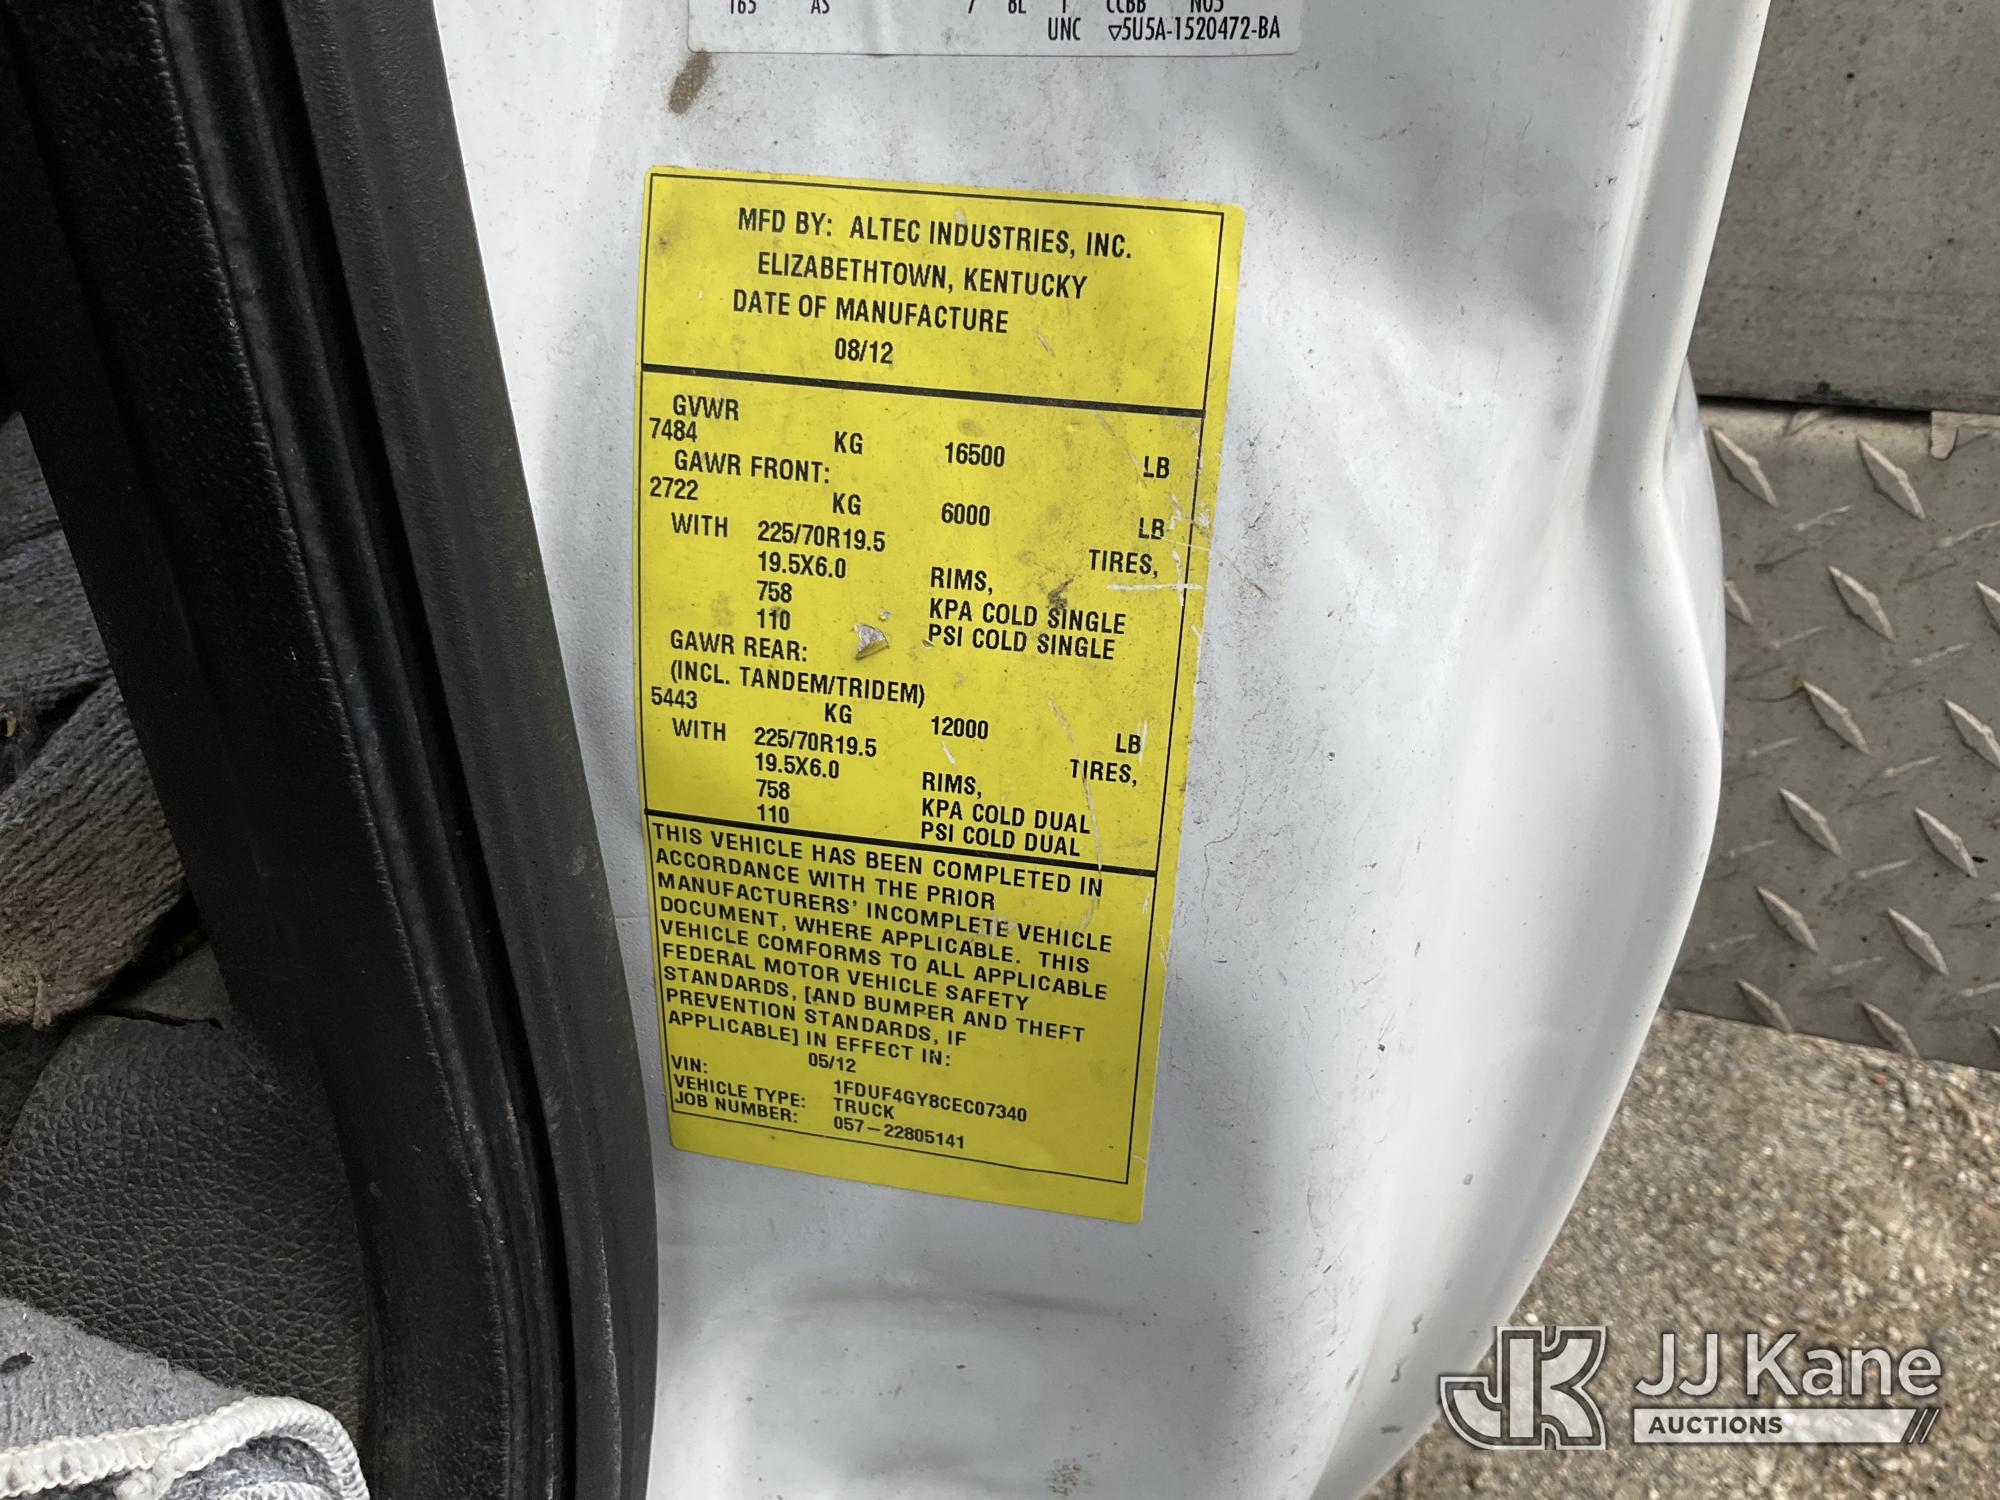 165 AS 7 8L 1 CCBB N05
UNC ▽5U5A-1520472-BA
MFD BY: ALTEC INDUSTRIES, INC.
ELIZABETHTOWN, KENTUCKY
DATE OF MANUFACTURE
08/12
GVWR
7484 KG 16500 LB
GAWR FRONT:
2722 KG 6000 LB
WITH 225/70R19.5 TIRES,
19.5X6.0 RIMS,
758 KPA COLD SINGLE
110 PSI COLD SINGLE
GAWR REAR:
(INCL. TANDEM/TRIDEM)
5443 KG 12000 LB
WITH 225/70R19.5 TIRES,
19.5X6.0 RIMS,
758 KPA COLD DUAL
110 PSI COLD DUAL
THIS VEHICLE HAS BEEN COMPLETED IN
ACCORDANCE WITH THE PRIOR
MANUFACTURERS' INCOMPLETE VEHICLE
DOCUMENT, WHERE APPLICABLE. THIS
VEHICLE COMFORMS TO ALL APPLICABLE
FEDERAL MOTOR VEHICLE SAFETY
STANDARDS, [AND BUMPER AND THEFT
PREVENTION STANDARDS, IF
APPLICABLE] IN EFFECT IN:
05/12
VIN: 1FDUF4GY8CEC07340
VEHICLE TYPE: TRUCK
JOB NUMBER: 057-22805141
JK JJ Kane
AUCTIONS